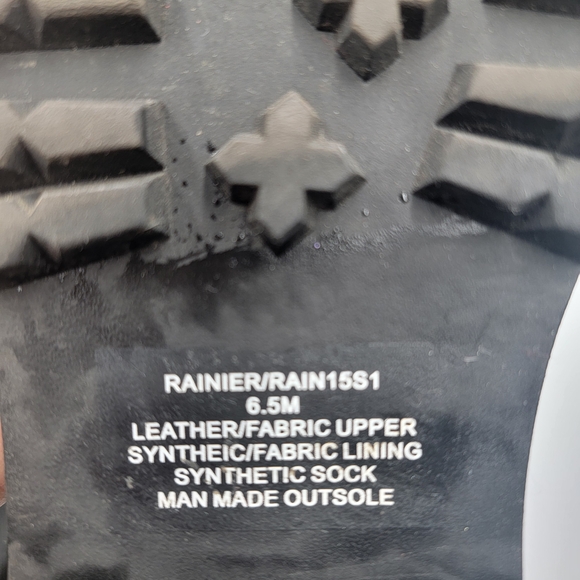 RAINIER/RAIN15S1
6.5M
LEATHER/FABRIC UPPER
SYNTHEIC/FABRIC LINING
SYNTHETIC SOCK
MAN MADE OUTSOLE